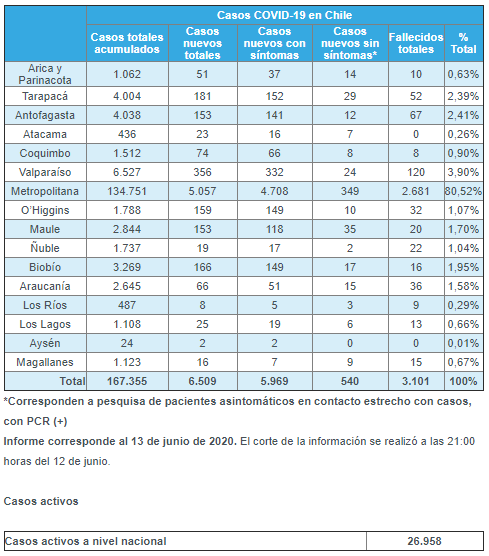 Casos COVID-19 en Chile
Casos totales acumulados | Casos nuevos totales | Casos nuevos con síntomas | Casos nuevos sin síntomas* | Fallecidos totales | % Total
Arica y Parinacota | 1.062 | 51 | 37 | 14 | 10 | 0,63%
Tarapacá | 4.004 | 181 | 152 | 29 | 52 | 2,39%
Antofagasta | 4.038 | 153 | 141 | 12 | 67 | 2,41%
Atacama | 436 | 23 | 16 | 7 | 0 | 0,26%
Coquimbo | 1.512 | 74 | 66 | 8 | 8 | 0,90%
Valparaíso | 6.527 | 356 | 332 | 24 | 120 | 3,90%
Metropolitana | 134.751 | 5.057 | 4.708 | 349 | 2.681 | 80,52%
O'Higgins | 1.788 | 159 | 149 | 10 | 32 | 1,07%
Maule | 2.844 | 153 | 118 | 35 | 20 | 1,70%
Ñuble | 1.737 | 19 | 17 | 2 | 22 | 1,04%
Biobío | 3.269 | 166 | 149 | 17 | 16 | 1,95%
Araucanía | 2.645 | 66 | 51 | 15 | 36 | 1,58%
Los Ríos | 487 | 8 | 5 | 3 | 9 | 0,29%
Los Lagos | 1.108 | 25 | 19 | 6 | 13 | 0,66%
Aysén | 24 | 2 | 2 | 0 | 0 | 0,01%
Magallanes | 1.123 | 16 | 7 | 9 | 15 | 0,67%
Total | 167.355 | 6.509 | 5.969 | 540 | 3.101 | 100%
*Corresponden a pesquisa de pacientes asintomáticos en contacto estrecho con casos,
con PCR (+)
Informe corresponde al 13 de junio de 2020. El corte de la información se realizó a las 21:00
horas del 12 de junio.
Casos activos
Casos activos a nivel nacional | 26.958